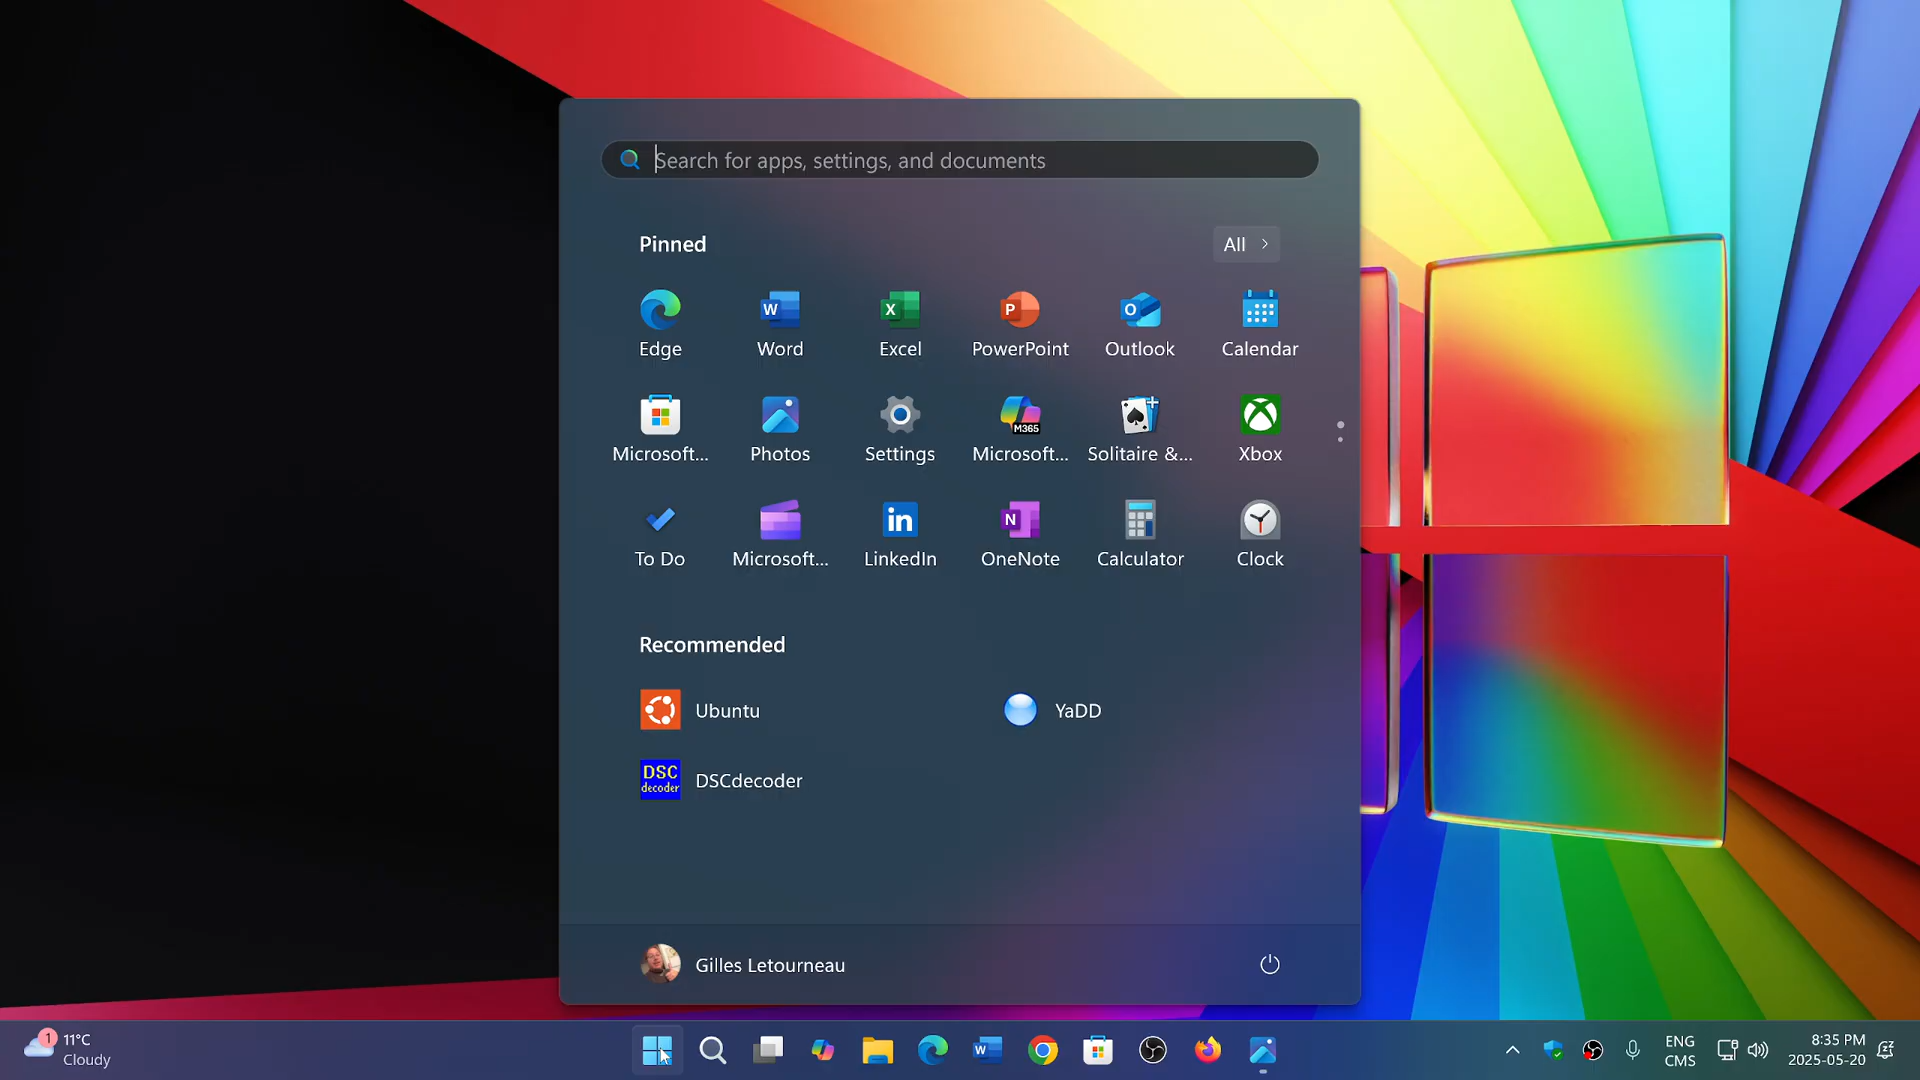 Search for apps, settings, and documents
Pinned
All
Edge
Word
Excel
PowerPoint
Outlook
Calendar
Microsoft...
Photos
Settings
M365
Microsoft...
Solitaire &...
Xbox
To Do
Microsoft...
LinkedIn
OneNote
Calculator
Clock
Recommended
Ubuntu
YaDD
DSC
decoder
DSCdecoder
Gilles Letourneau
1
11°C
Cloudy
ENG
CMS
8:35 PM
2025-05-20